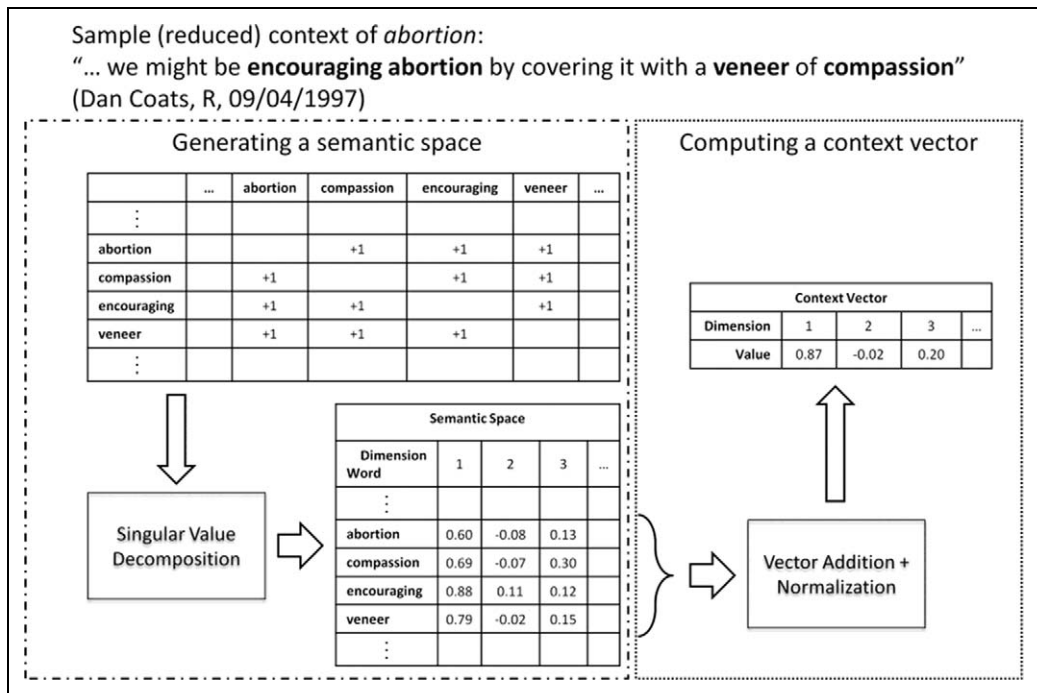 Sample (reduced) context of abortion:
“… we might be encouraging abortion by covering it with a veneer of compassion”
(Dan Coats, R, 09/04/1997)
Generating a semantic space
... abortion compassion encouraging veneer ...
⋮
abortion +1 +1 +1
compassion +1 +1 +1
encouraging +1 +1 +1
veneer +1 +1 +1
⋮
Singular Value
Decomposition
Semantic Space
Dimension
Word 1 2 3 ...
⋮
abortion 0.60 -0.08 0.13
compassion 0.69 -0.07 0.30
encouraging 0.88 0.11 0.12
veneer 0.79 -0.02 0.15
⋮
Computing a context vector
Context Vector
Dimension 1 2 3 ...
Value 0.87 -0.02 0.20
Vector Addition +
Normalization